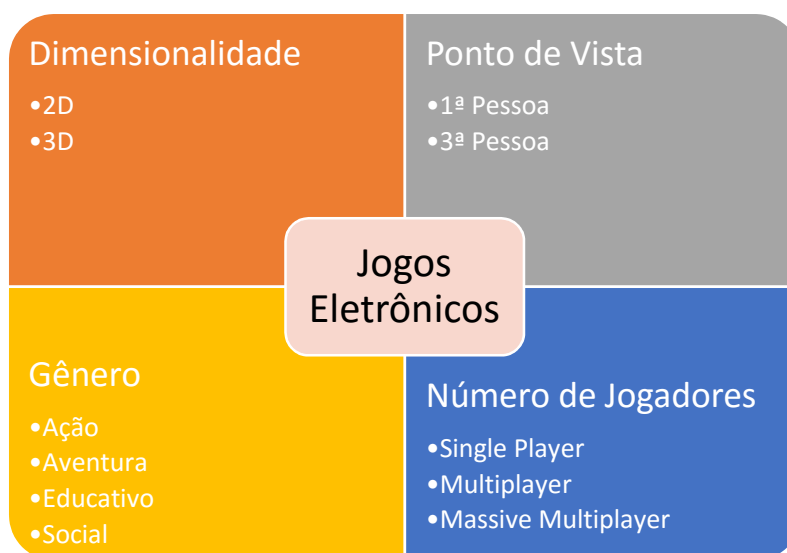 Dimensionalidade
•2D
•3D
Ponto de Vista
•1ª Pessoa
•3ª Pessoa
Jogos
Eletrônicos
Gênero
•Ação
•Aventura
•Educativo
•Social
Número de Jogadores
•Single Player
•Multiplayer
•Massive Multiplayer